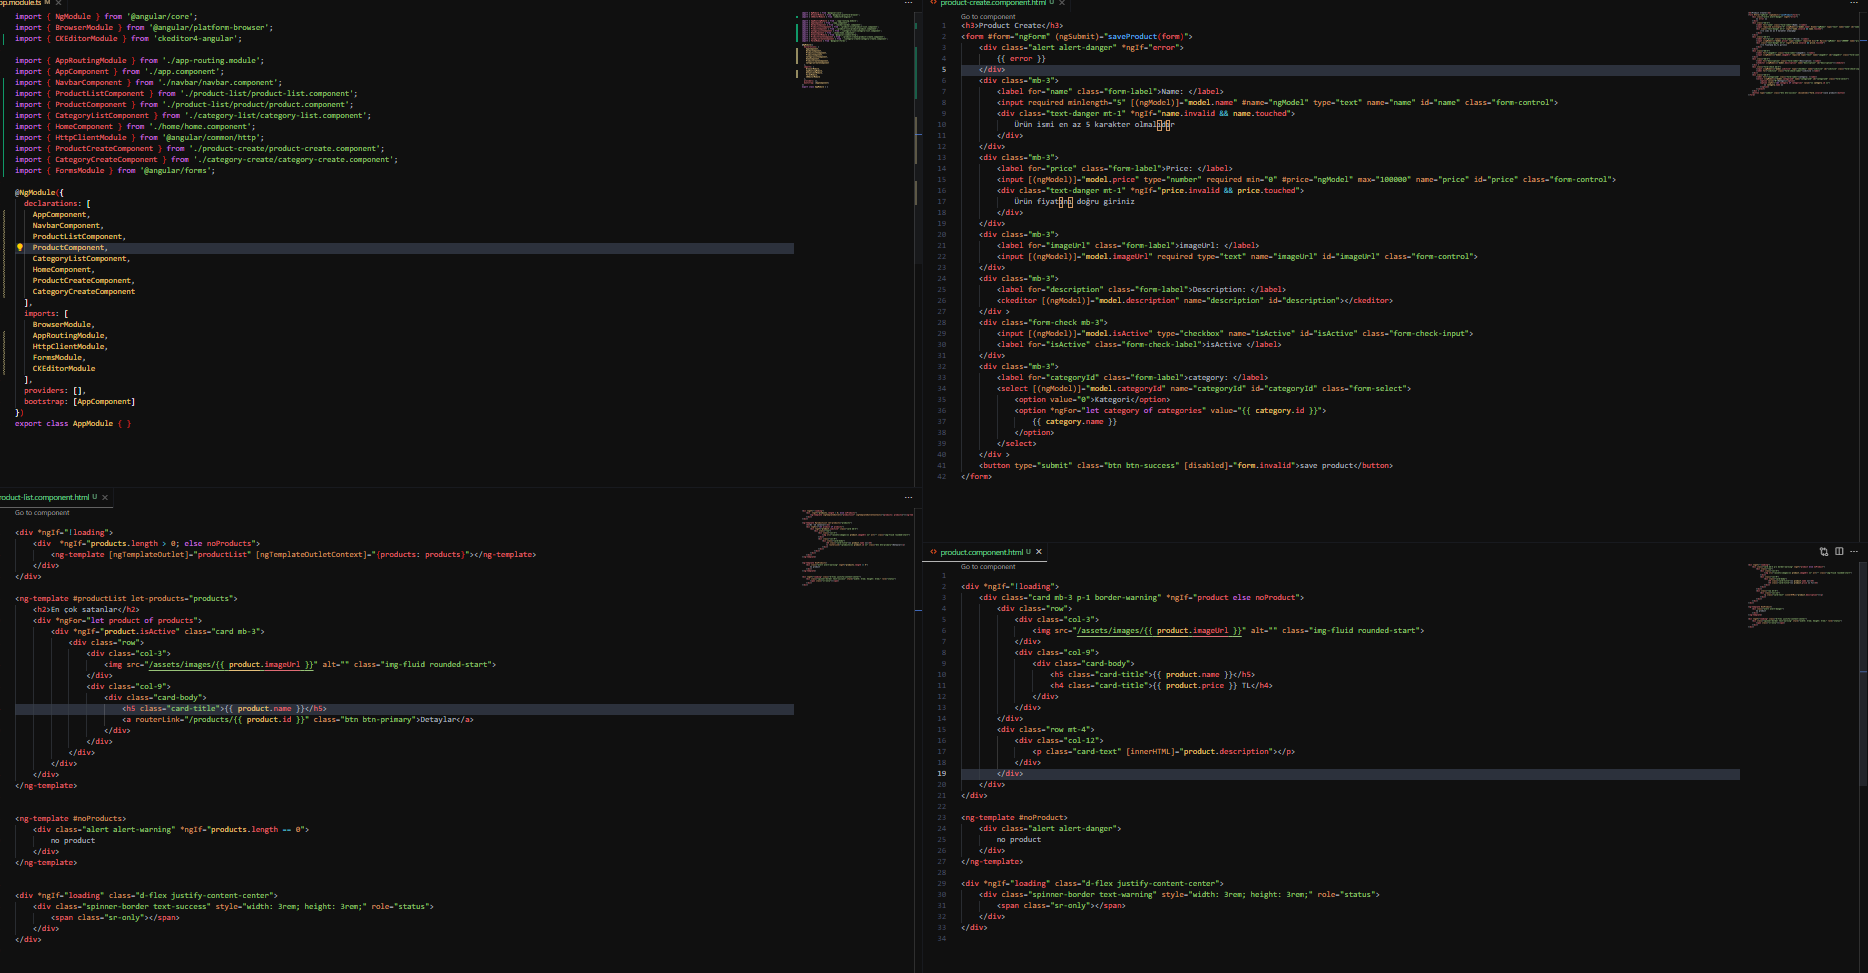 app.module.ts M
import { NgModule } from '@angular/core';
import { BrowserModule } from '@angular/platform-browser';
import { CKEditorModule } from 'ckeditor4-angular';
import { AppRoutingModule } from './app-routing.module';
import { AppComponent } from './app.component';
import { NavbarComponent } from './navbar/navbar.component';
import { ProductListComponent } from './product-list/product-list.component';
import { ProductComponent } from './product-list/product/product.component';
import { CategoryListComponent } from './category-list/category-list.component';
import { HomeComponent } from './home/home.component';
import { HttpClientModule } from '@angular/common/http';
import { ProductCreateComponent } from './product-create/product-create.component';
import { CategoryCreateComponent } from './category-create/category-create.component';
import { FormsModule } from '@angular/forms';
@NgModule({
declarations: [
AppComponent,
NavbarComponent,
ProductListComponent,
ProductComponent,
CategoryListComponent,
HomeComponent,
ProductCreateComponent,
CategoryCreateComponent
],
imports: [
BrowserModule,
AppRoutingModule,
HttpClientModule,
FormsModule,
CKEditorModule
],
providers: [],
bootstrap: [AppComponent]
})
export class AppModule { }
product-create.component.html U
Go to component
1 <h3>Product Create</h3>
2 <form #form="ngForm" (ngSubmit)="saveProduct(form)">
3 <div class="alert alert-danger" *ngIf="error">
4 {{ error }}
5 </div>
6 <div class="mb-3">
7 <label for="name" class="form-label">Name: </label>
8 <input required minlength="5" [(ngModel)]="model.name" #name="ngModel" type="text" name="name" id="name" class="form-control">
9 <div class="text-danger mt-1" *ngIf="name.invalid && name.touched">
10 Ürün ismi en az 5 karakter olmalıdır
11 </div>
12 </div>
13 <div class="mb-3">
14 <label for="price" class="form-label">Price: </label>
15 <input [(ngModel)]="model.price" type="number" required min="0" #price="ngModel" max="100000" name="price" id="price" class="form-control">
16 <div class="text-danger mt-1" *ngIf="price.invalid && price.touched">
17 Ürün fiyatını doğru giriniz
18 </div>
19 </div>
20 <div class="mb-3">
21 <label for="imageUrl" class="form-label">imageUrl: </label>
22 <input [(ngModel)]="model.imageUrl" required type="text" name="imageUrl" id="imageUrl" class="form-control">
23 </div>
24 <div class="mb-3">
25 <label for="description" class="form-label">Description: </label>
26 <ckeditor [(ngModel)]="model.description" name="description" id="description"></ckeditor>
27 </div >
28 <div class="form-check mb-3">
29 <input [(ngModel)]="model.isActive" type="checkbox" name="isActive" id="isActive" class="form-check-input">
30 <label for="isActive" class="form-check-label">isActive </label>
31 </div>
32 <div class="mb-3">
33 <label for="categoryId" class="form-label">category: </label>
34 <select [(ngModel)]="model.categoryId" name="categoryId" id="categoryId" class="form-select">
35 <option value="0">Kategori</option>
36 <option *ngFor="let category of categories" value="{{ category.id }}">
37 {{ category.name }}
38 </option>
39 </select>
40 </div >
41 <button type="submit" class="btn btn-success" [disabled]="form.invalid">save product</button>
42 </form>
product-list.component.html U
Go to component
<div *ngIf="!loading">
<div *ngIf="products.length > 0; else noProducts">
<ng-template [ngTemplateOutlet]="productList" [ngTemplateOutletContext]="{products: products}"></ng-template>
</div>
</div>
<ng-template #productList let-products="products">
<h2>En çok satanlar</h2>
<div *ngFor="let product of products">
<div *ngIf="product.isActive" class="card mb-3">
<div class="row">
<div class="col-3">
<img src="/assets/images/{{ product.imageUrl }}" alt="" class="img-fluid rounded-start">
</div>
<div class="col-9">
<div class="card-body">
<h5 class="card-title">{{ product.name }}</h5>
<a routerLink="/products/{{ product.id }}" class="btn btn-primary">Detaylar</a>
</div>
</div>
</div>
</div>
</div>
</ng-template>
<ng-template #noProducts>
<div class="alert alert-warning" *ngIf="products.length == 0">
no product
</div>
</ng-template>
<div *ngIf="loading" class="d-flex justify-content-center">
<div class="spinner-border text-success" style="width: 3rem; height: 3rem;" role="status">
<span class="sr-only"></span>
</div>
</div>
product.component.html U
Go to component
1
2 <div *ngIf="!loading">
3 <div class="card mb-3 p-1 border-warning" *ngIf="product else noProduct">
4 <div class="row">
5 <div class="col-3">
6 <img src="/assets/images/{{ product.imageUrl }}" alt="" class="img-fluid rounded-start">
7 </div>
8 <div class="col-9">
9 <div class="card-body">
10 <h5 class="card-title">{{ product.name }}</h5>
11 <h4 class="card-title">{{ product.price }} TL</h4>
12 </div>
13 </div>
14 </div>
15 <div class="row mt-4">
16 <div class="col-12">
17 <p class="card-text" [innerHTML]="product.description"></p>
18 </div>
19 </div>
20 </div>
21 </div>
22
23 <ng-template #noProduct>
24 <div class="alert alert-danger">
25 no product
26 </div>
27 </ng-template>
28
29 <div *ngIf="loading" class="d-flex justify-content-center">
30 <div class="spinner-border text-warning" style="width: 3rem; height: 3rem;" role="status">
31 <span class="sr-only"></span>
32 </div>
33 </div>
34